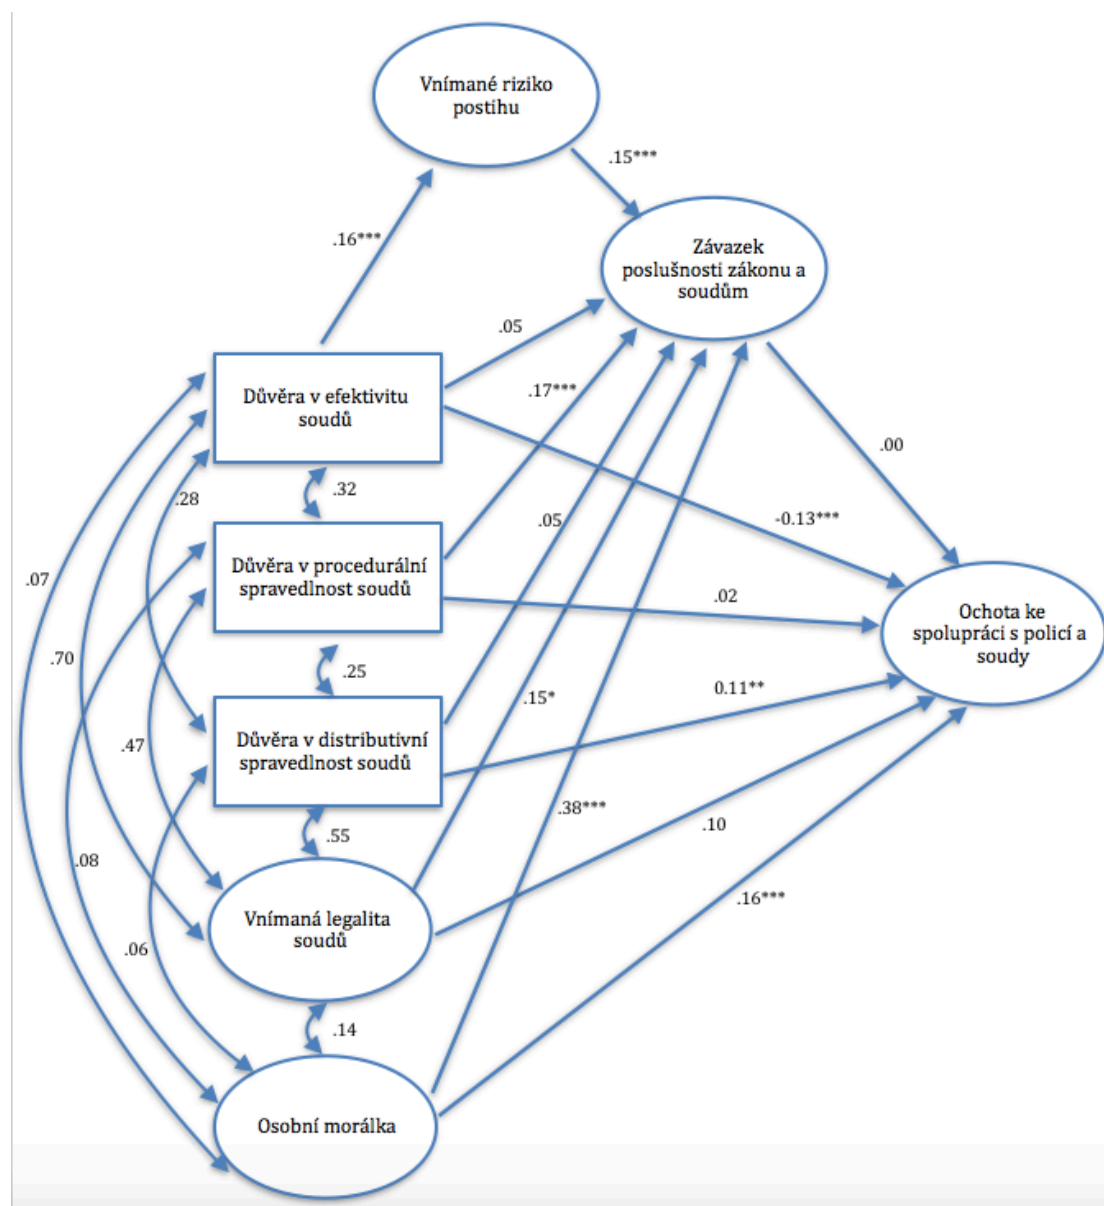 Vnímané riziko
postihu
.15***
.16***
Závazek
poslušnosti zákonu a
soudům
.05
.17***
Důvěra v efektivitu
soudů
.00
.28
.32
.05
-0.13***
Důvěra v procedurální
spravedlnost soudů
.07
.02
Ochota ke
spolupráci s policí a
soudy
.70
.25
.15*
0.11**
.47
Důvěra v distributivní
spravedlnost soudů
.38***
.55
.10
.08
.16***
Vnímaná legalita
soudů
.06
.14
Osobní morálka